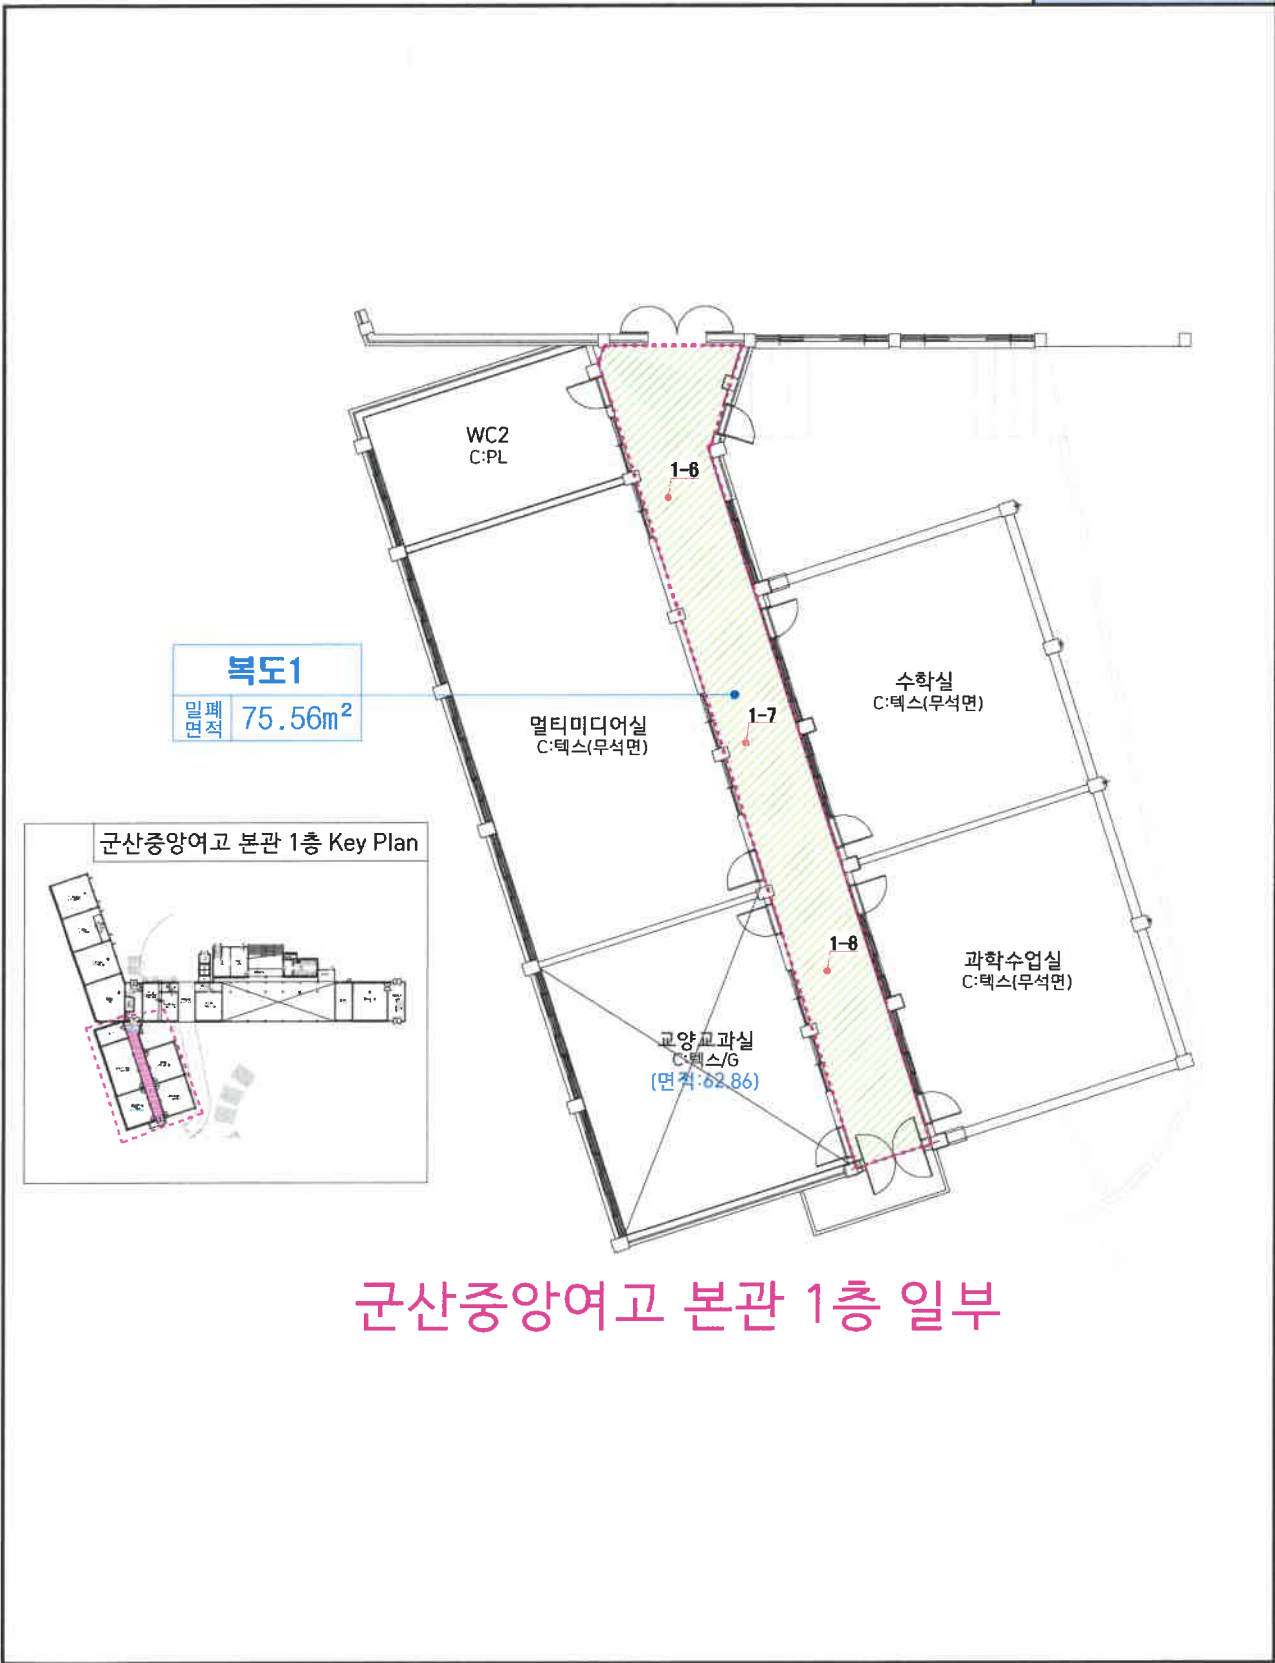 WC2
C:PL
1-6
복도1
밀폐
면적
75.56m²
수학실
C:텍스(무석면)
멀티미디어실
C:텍스(무석면)
1-7
군산중앙여고 본관 1층 Key Plan
1-8
과학수업실
C:텍스(무석면)
교양교과실
C:텍스/G
(면적:62.86)
군산중앙여고 본관 1층 일부